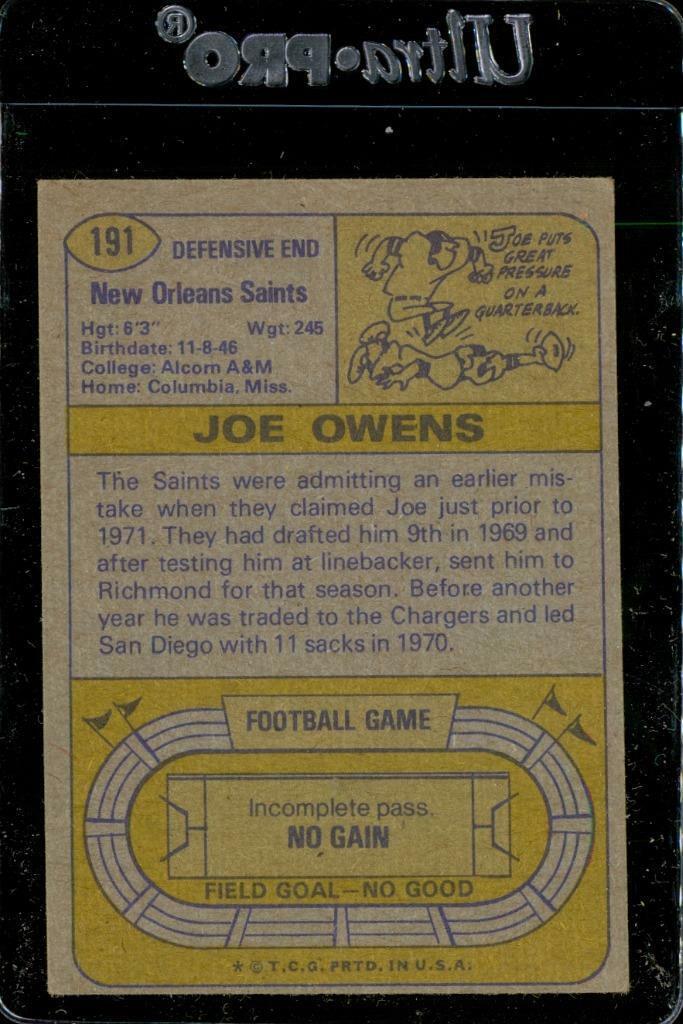 Ultra·PRO®
191
DEFENSIVE END
New Orleans Saints
Hgt: 6'3" Wgt: 245
Birthdate: 11-8-46
College: Alcorn A&M
Home: Columbia, Miss.
JOE PUTS
GREAT
PRESSURE
ON A
QUARTERBACK.
JOE OWENS
The Saints were admitting an earlier mis-
take when they claimed Joe just prior to
1971. They had drafted him 9th in 1969 and
after testing him at linebacker, sent him to
Richmond for that season. Before another
year he was traded to the Chargers and led
San Diego with 11 sacks in 1970.
FOOTBALL GAME
Incomplete pass.
NO GAIN
FIELD GOAL—NO GOOD
* © T.C.G. PRTD. IN U.S.A.